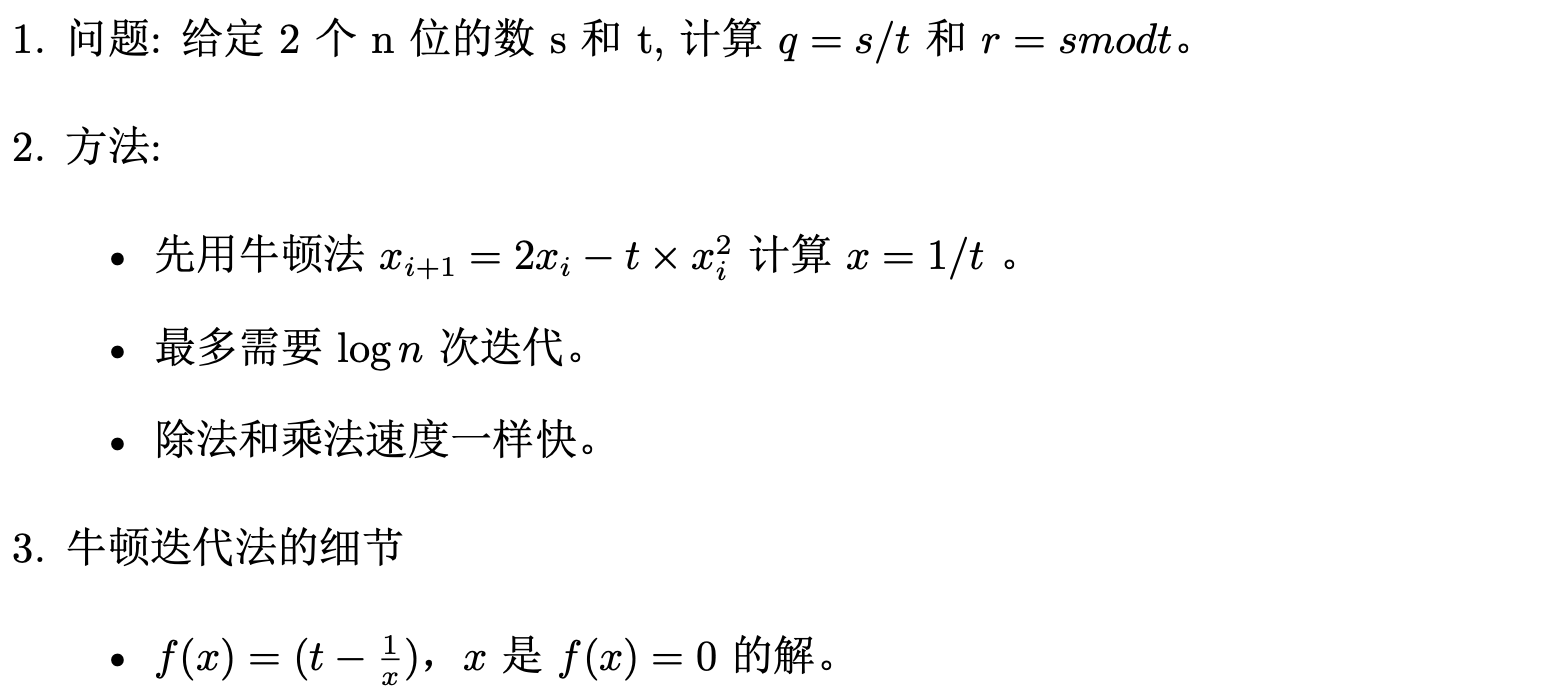 1. 问题: 给定 2 个 n 位的数 s 和 t, 计算 $q = s/t$ 和 $r = smodt$。
2. 方法:
• 先用牛顿法 $x_{i+1} = 2x_i - t \times x_i^2$ 计算 $x = 1/t$ 。
• 最多需要 $\log n$ 次迭代。
• 除法和乘法速度一样快。
3. 牛顿迭代法的细节
• $f(x) = (t - \frac{1}{x})$，$x$ 是 $f(x) = 0$ 的解。